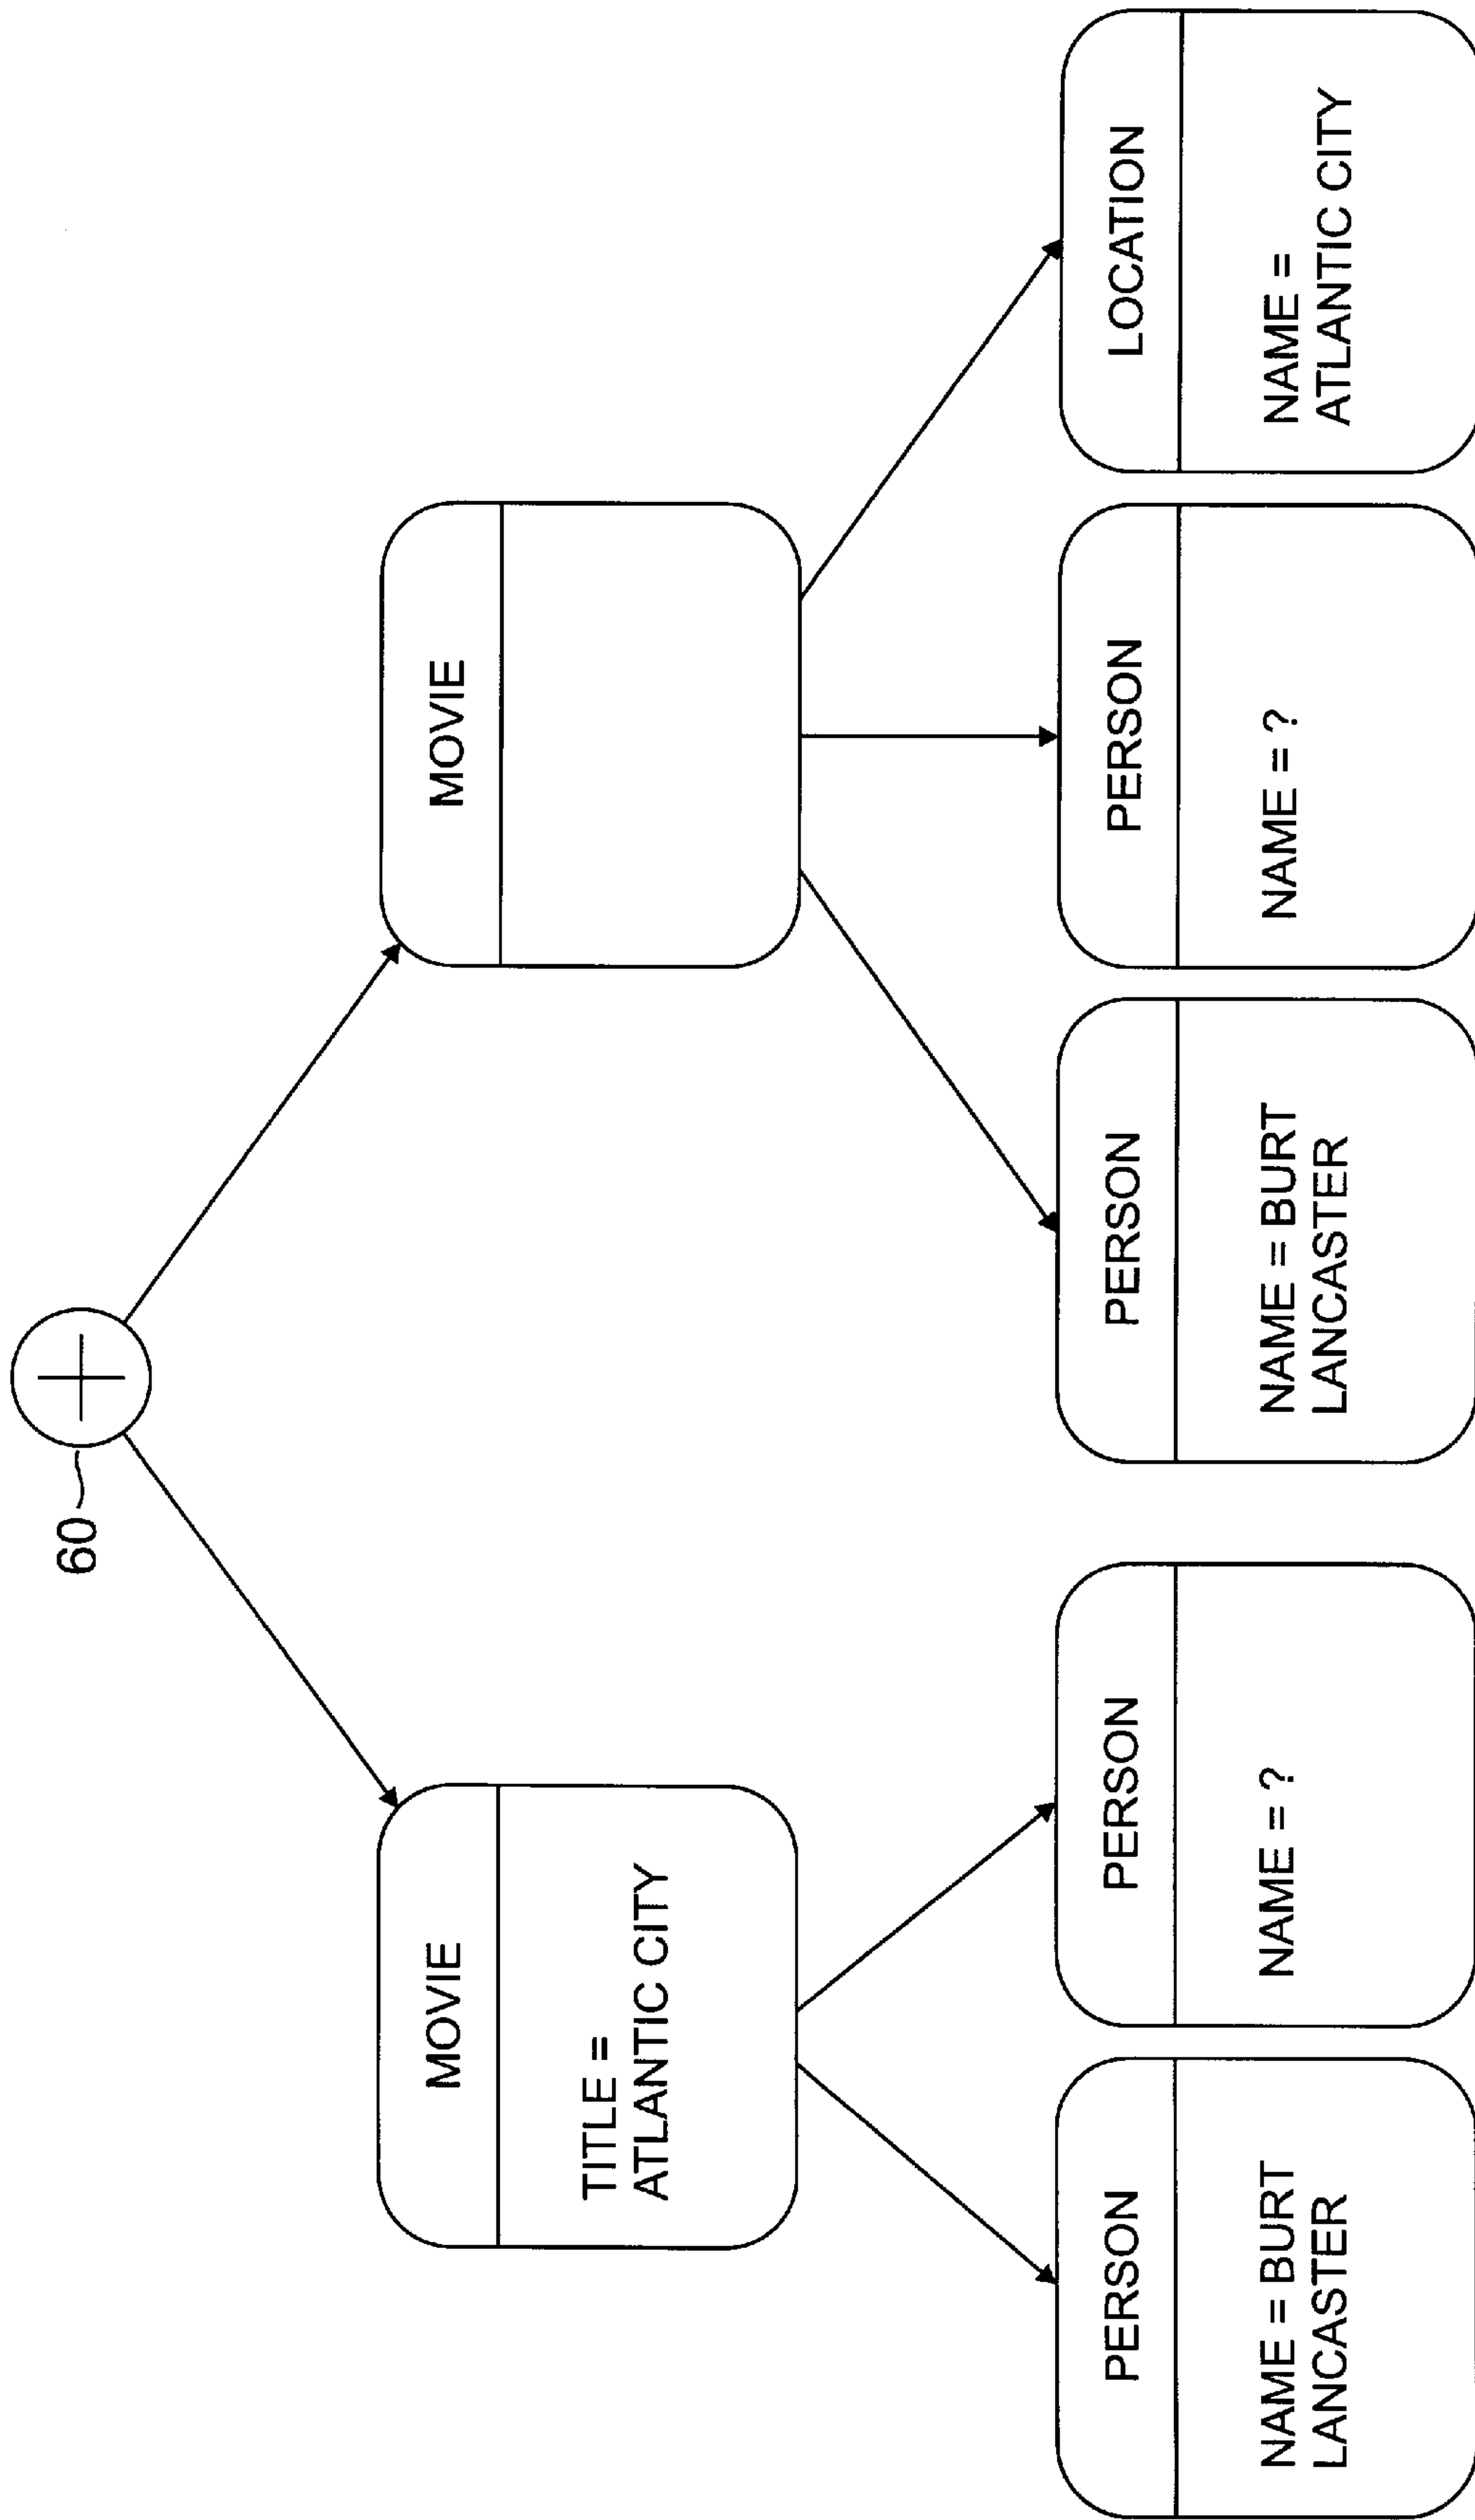 60
MOVIE
TITLE =
ATLANTIC CITY
MOVIE
PERSON
NAME = BURT
LANCASTER
PERSON
NAME = ?
PERSON
NAME = BURT
LANCASTER
PERSON
NAME = ?
LOCATION
NAME =
ATLANTIC CITY